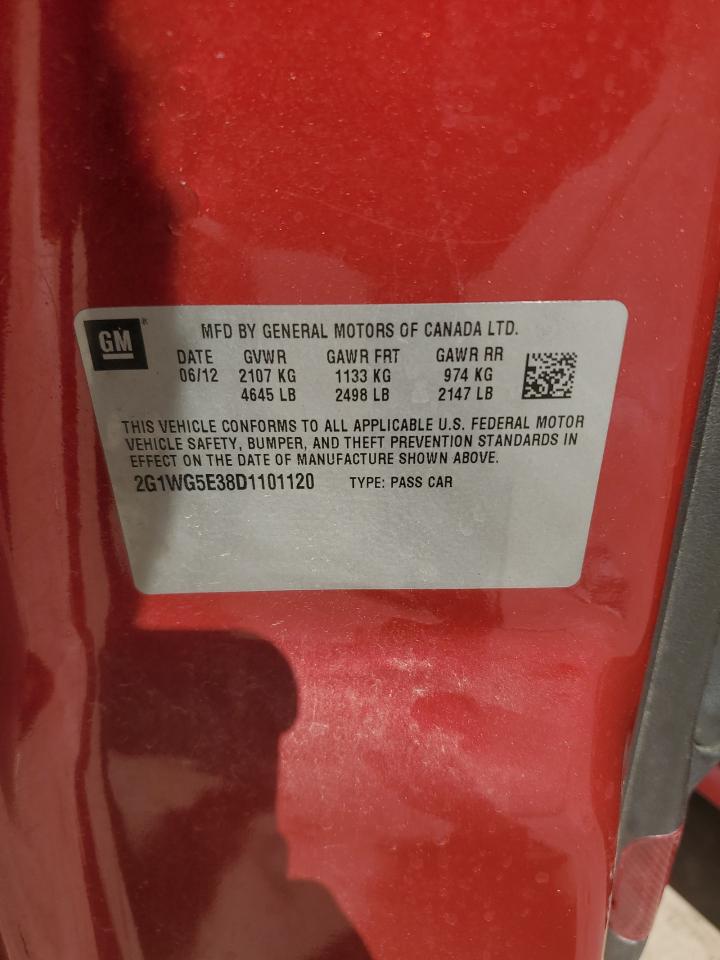 GM®
MFD BY GENERAL MOTORS OF CANADA LTD.
DATE GVWR GAWR FRT GAWR RR
06/12 2107 KG 1133 KG 974 KG
4645 LB 2498 LB 2147 LB
THIS VEHICLE CONFORMS TO ALL APPLICABLE U.S. FEDERAL MOTOR
VEHICLE SAFETY, BUMPER, AND THEFT PREVENTION STANDARDS IN
EFFECT ON THE DATE OF MANUFACTURE SHOWN ABOVE.
2G1WG5E38D1101120 TYPE: PASS CAR